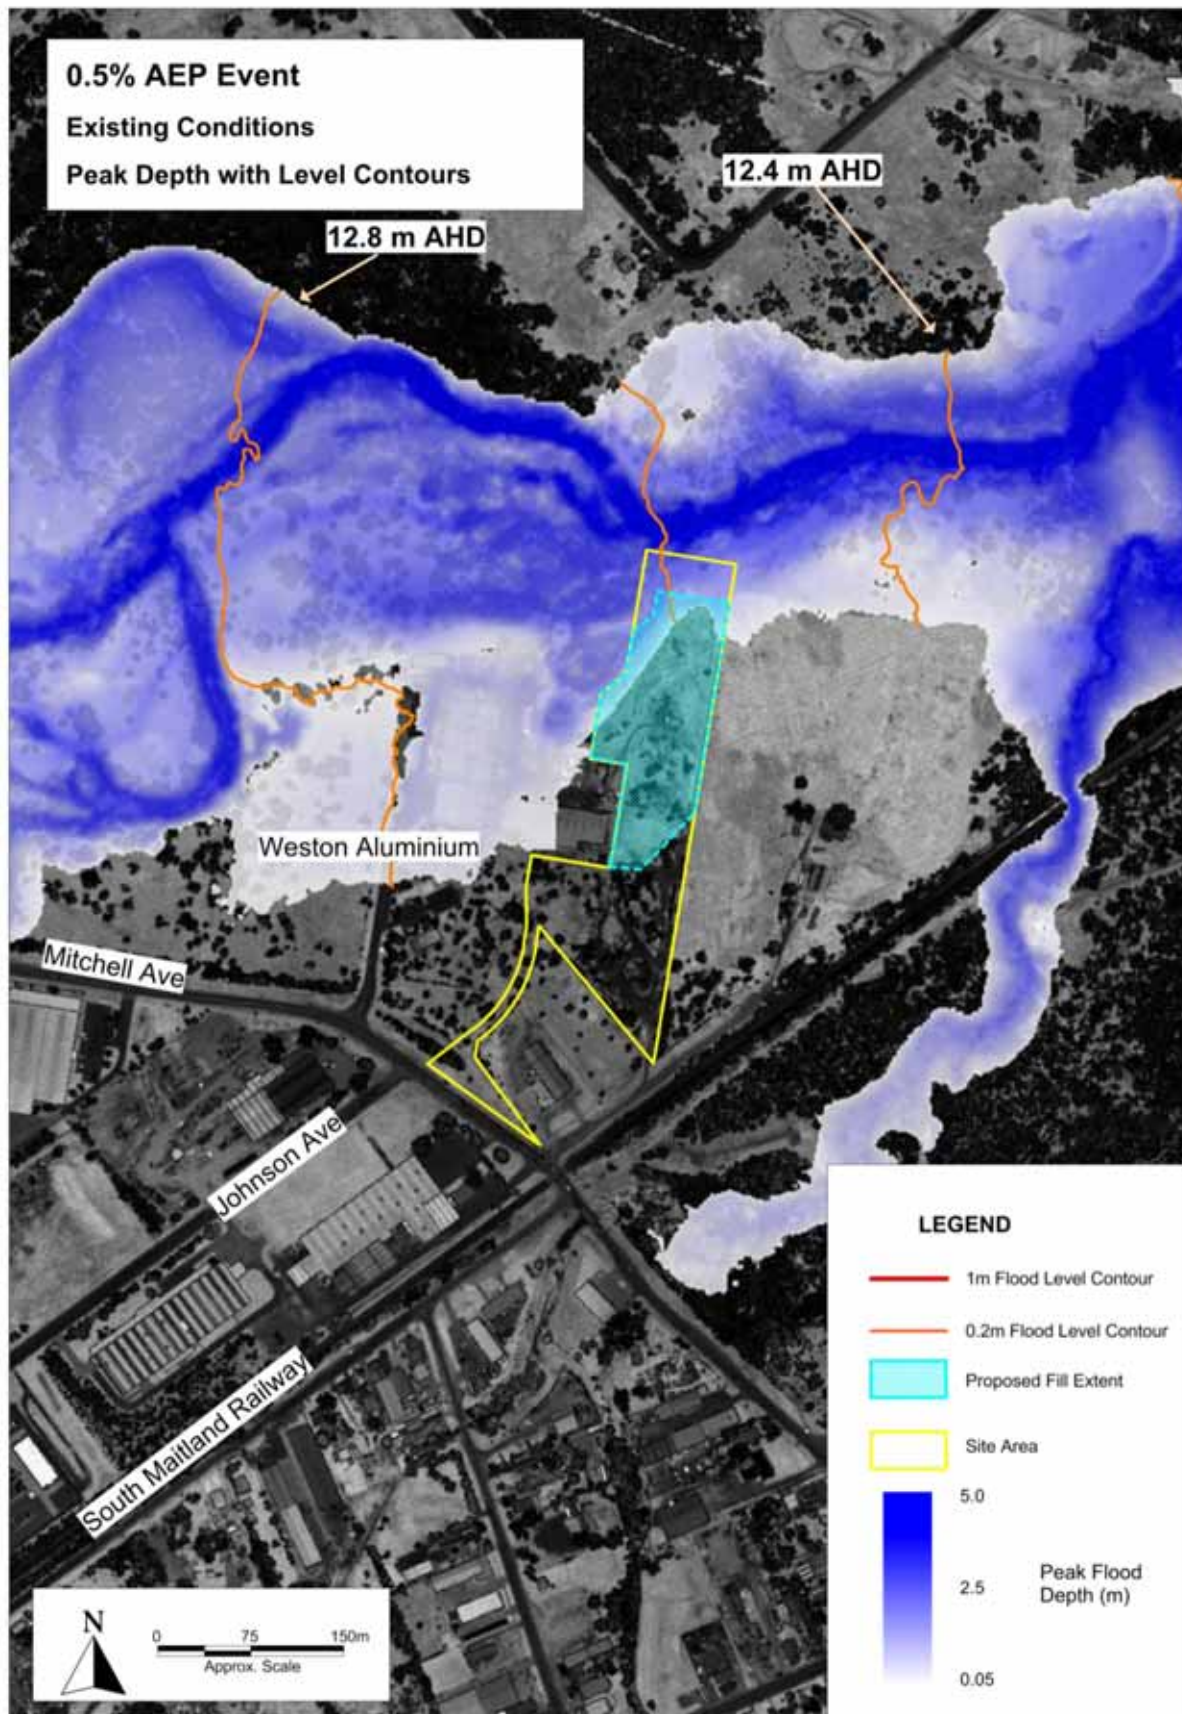 0.5% AEP Event
Existing Conditions
Peak Depth with Level Contours
12.4 m AHD
12.8 m AHD
Weston Aluminium
Mitchell Ave
Johnson Ave
South Maitland Railway
LEGEND
1m Flood Level Contour
0.2m Flood Level Contour
Proposed Fill Extent
Site Area
5.0
2.5
0.05
Peak Flood
Depth (m)
N
0 75 150m
Approx. Scale